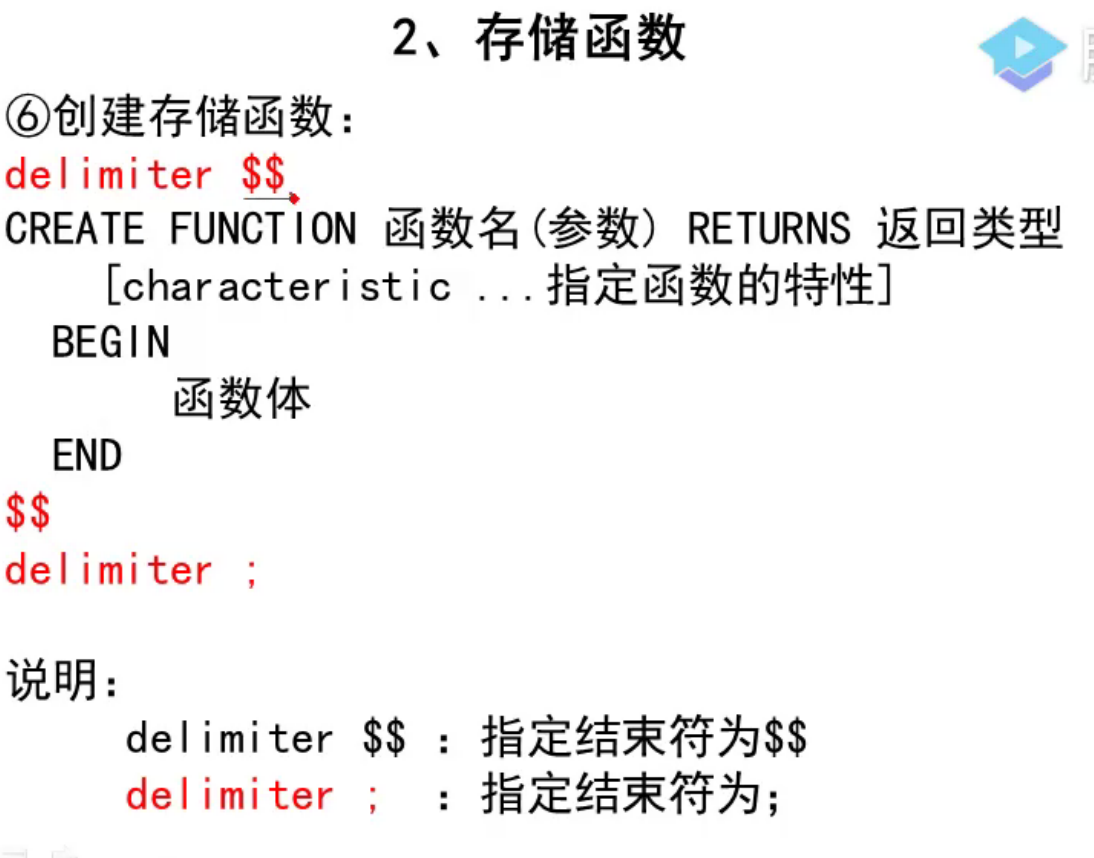 2、存储函数
⑥创建存储函数：
delimiter $$
CREATE FUNCTION 函数名(参数) RETURNS 返回类型
[characteristic ...指定函数的特性]
BEGIN
函数体
END
$$
delimiter ;
说明：
delimiter $$ ：指定结束符为$$
delimiter ; ：指定结束符为；